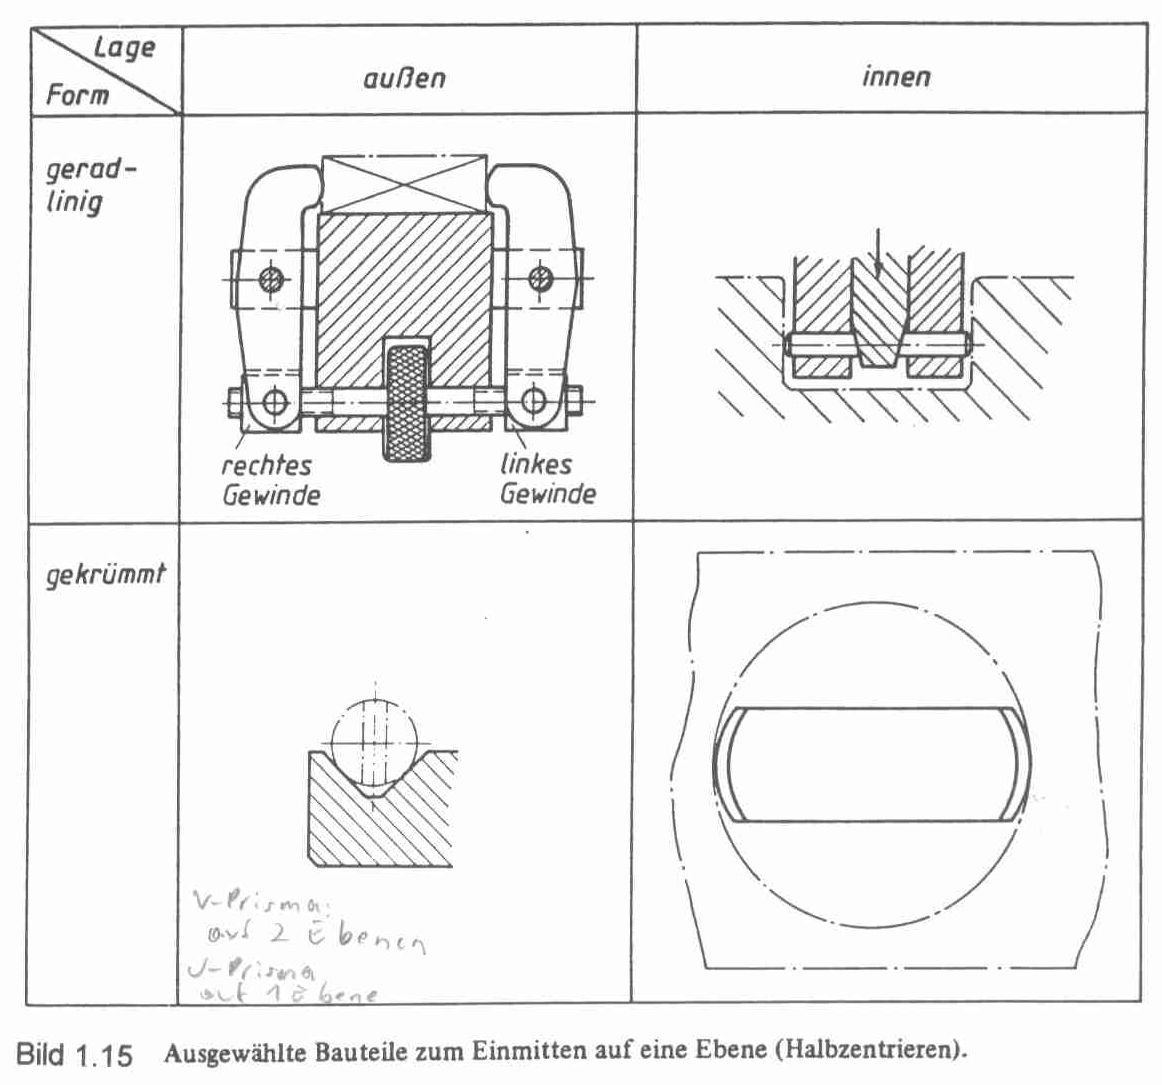 Lage
Form
außen
innen
gerad-
linig
rechtes
Gewinde
linkes
Gewinde
gekrümmt
V-Prisma:
auf 2 Ebenen
U-Prisma
auf 1 Ebene
Bild 1.15 Ausgewählte Bauteile zum Einmitten auf eine Ebene (Halbzentrieren).